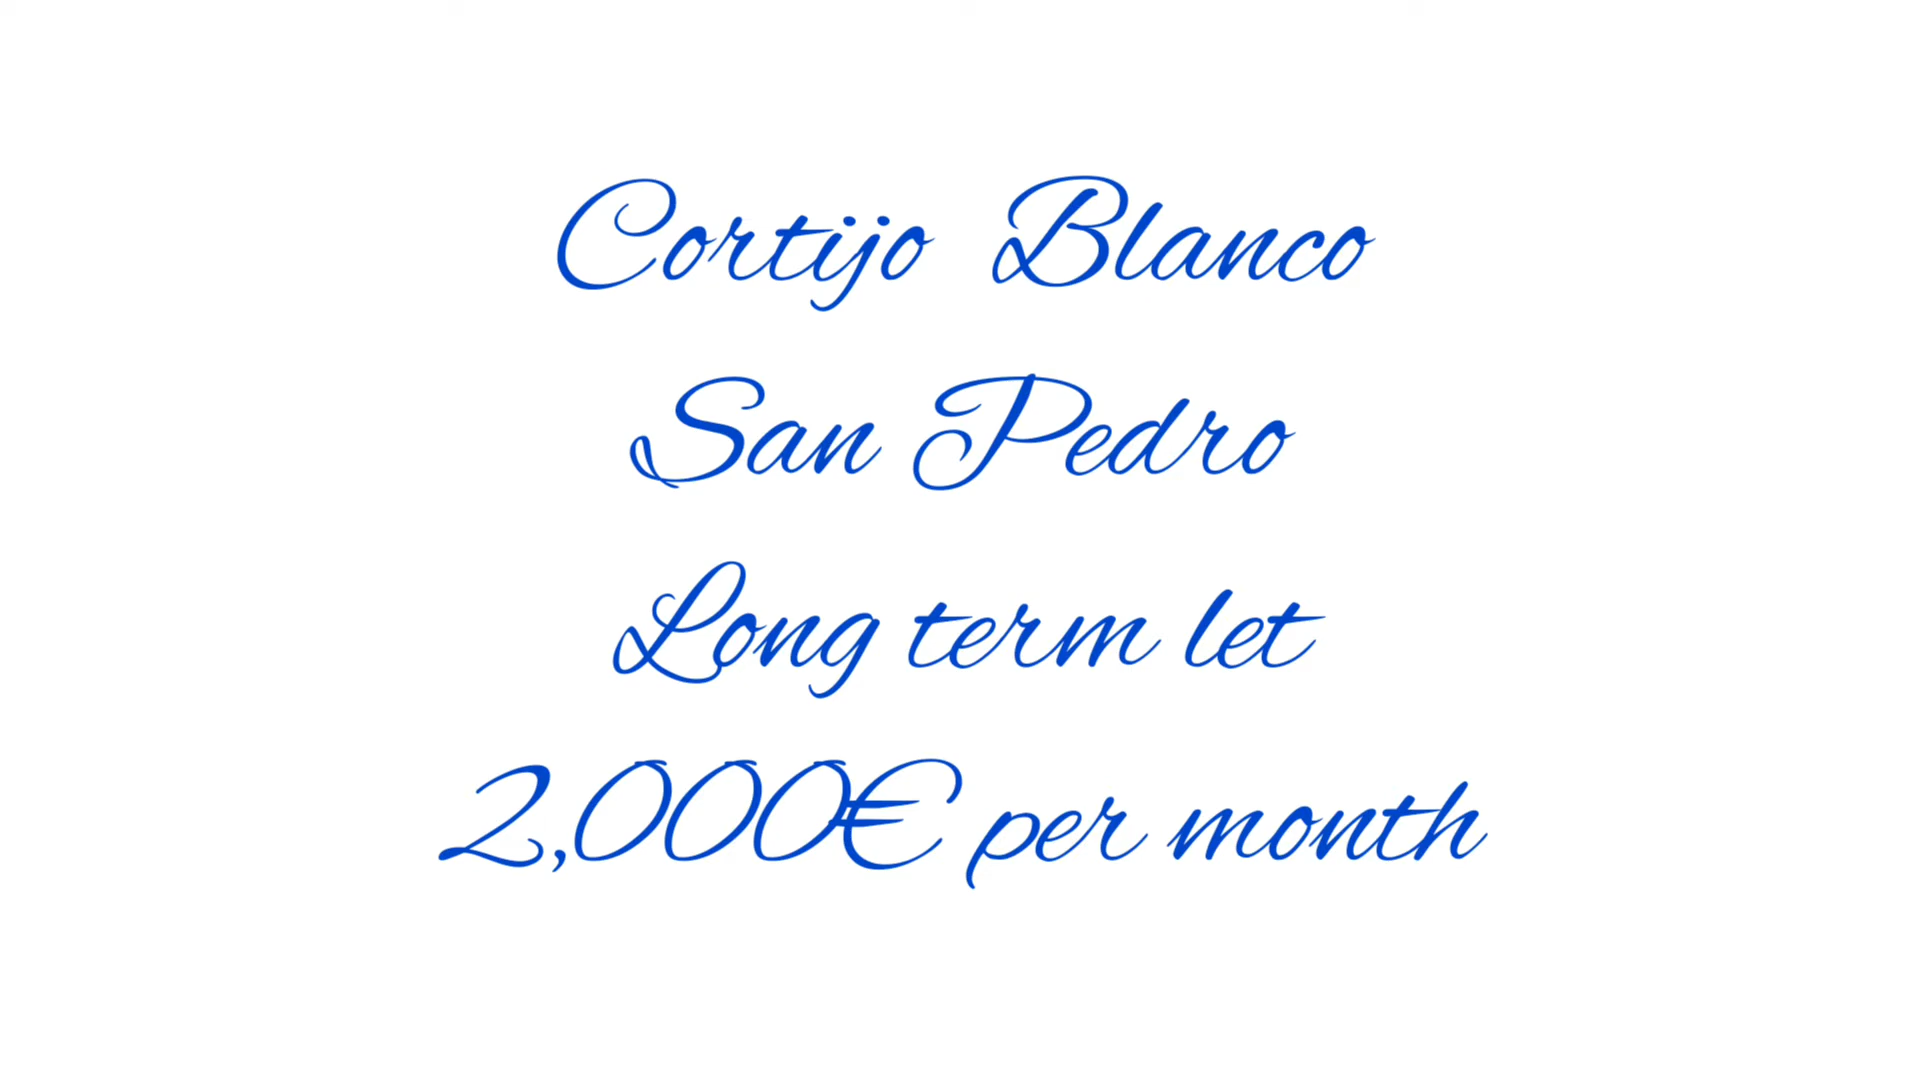 Cortijo Blanco
San Pedro
Long term let
2,000€ per month